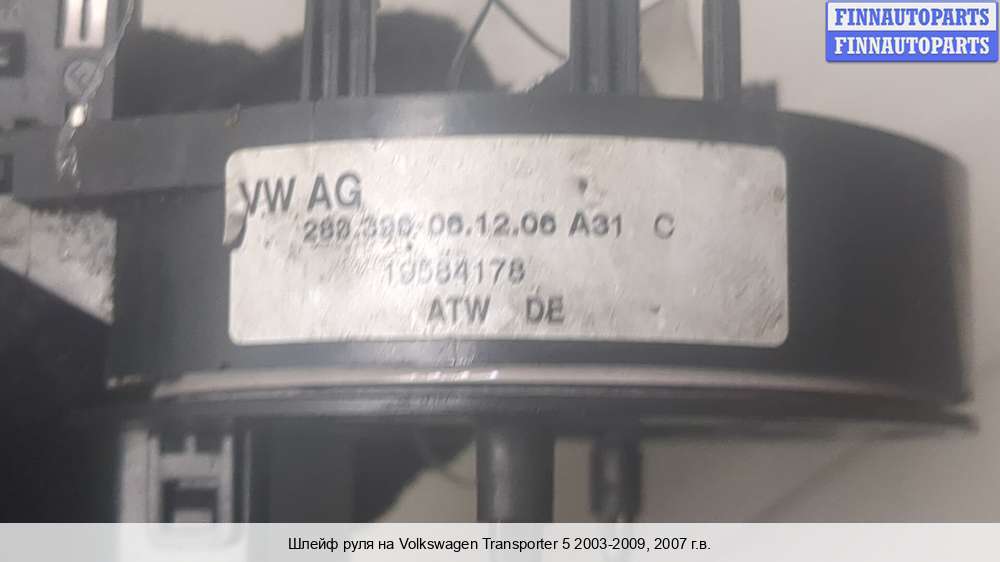 FINNAUTOPARTS
FINNAUTOPARTS
VW AG
06.12.06 A31 C
19584178
ATW DE
Шлейф руля на Volkswagen Transporter 5 2003-2009, 2007 г.в.